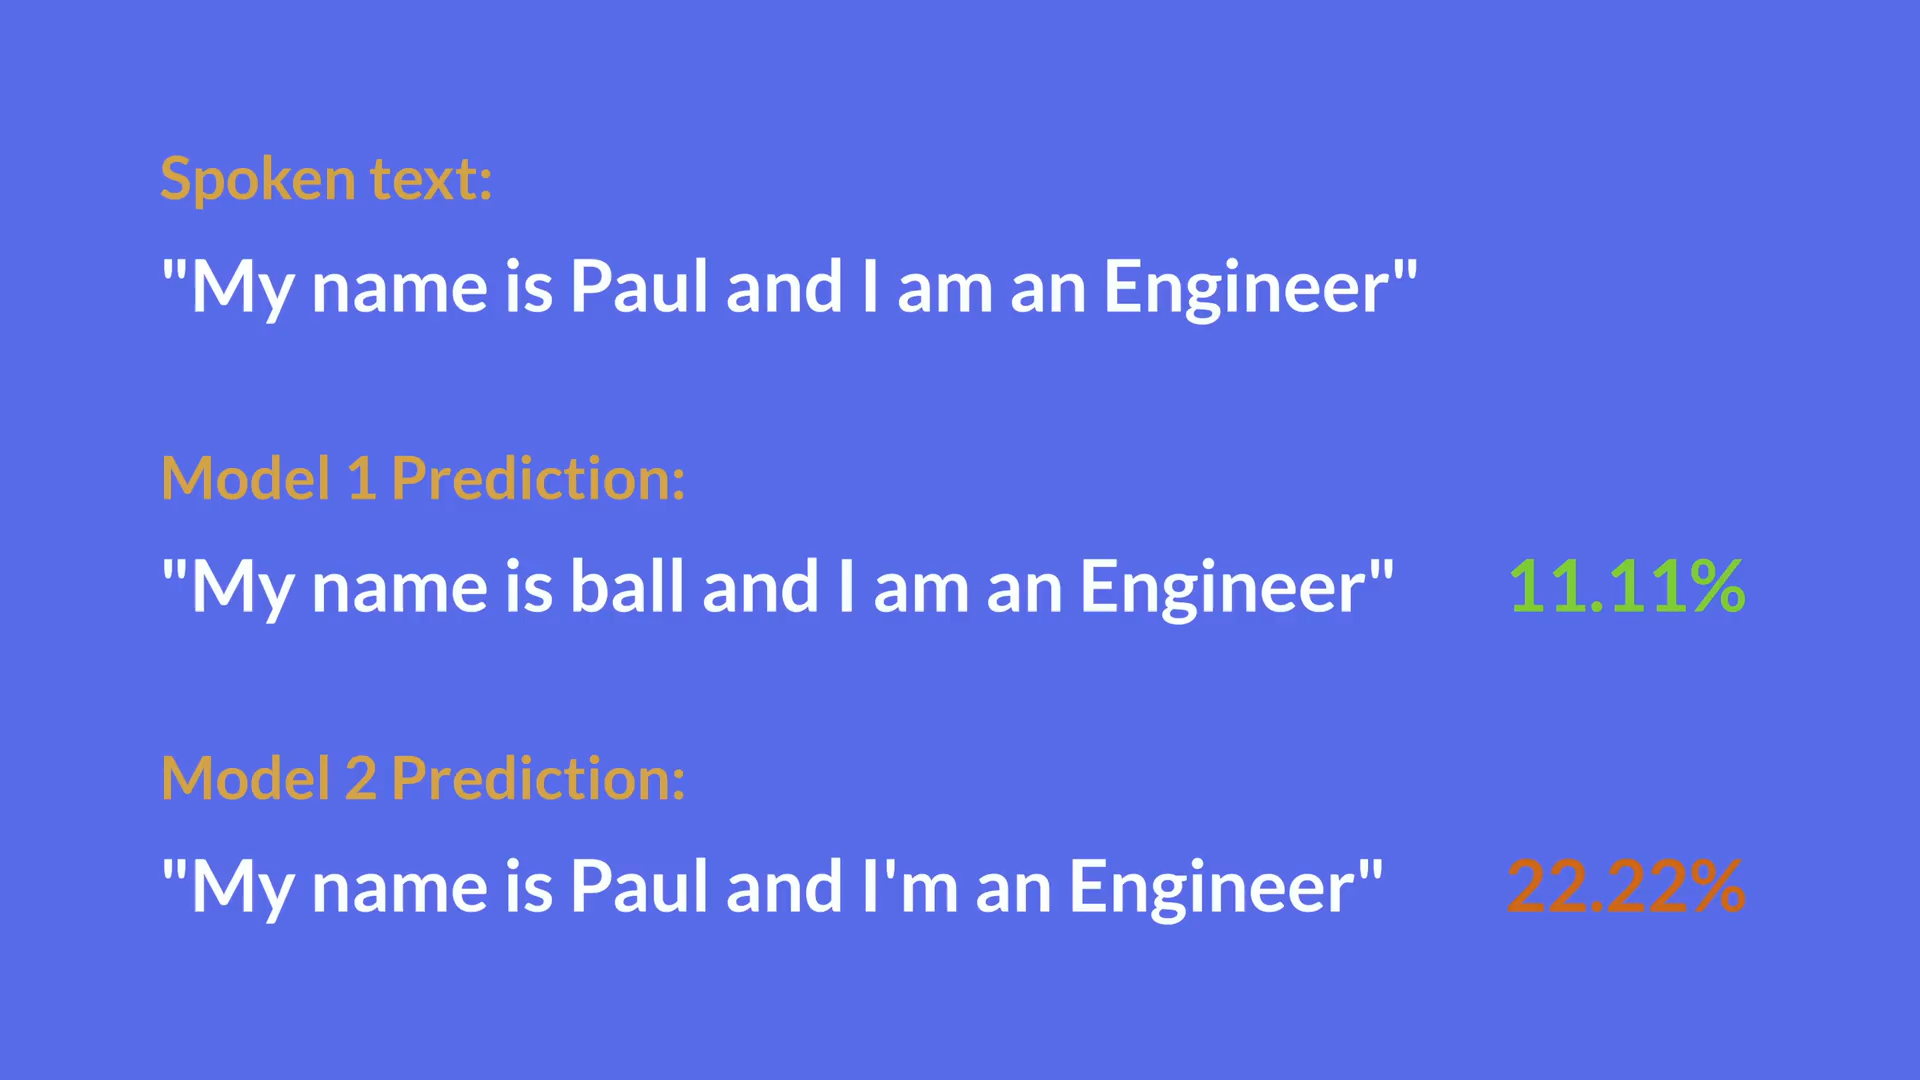 Spoken text:
"My name is Paul and I am an Engineer"
Model 1 Prediction:
"My name is ball and I am an Engineer" 11.11%
Model 2 Prediction:
"My name is Paul and I'm an Engineer" 22.22%